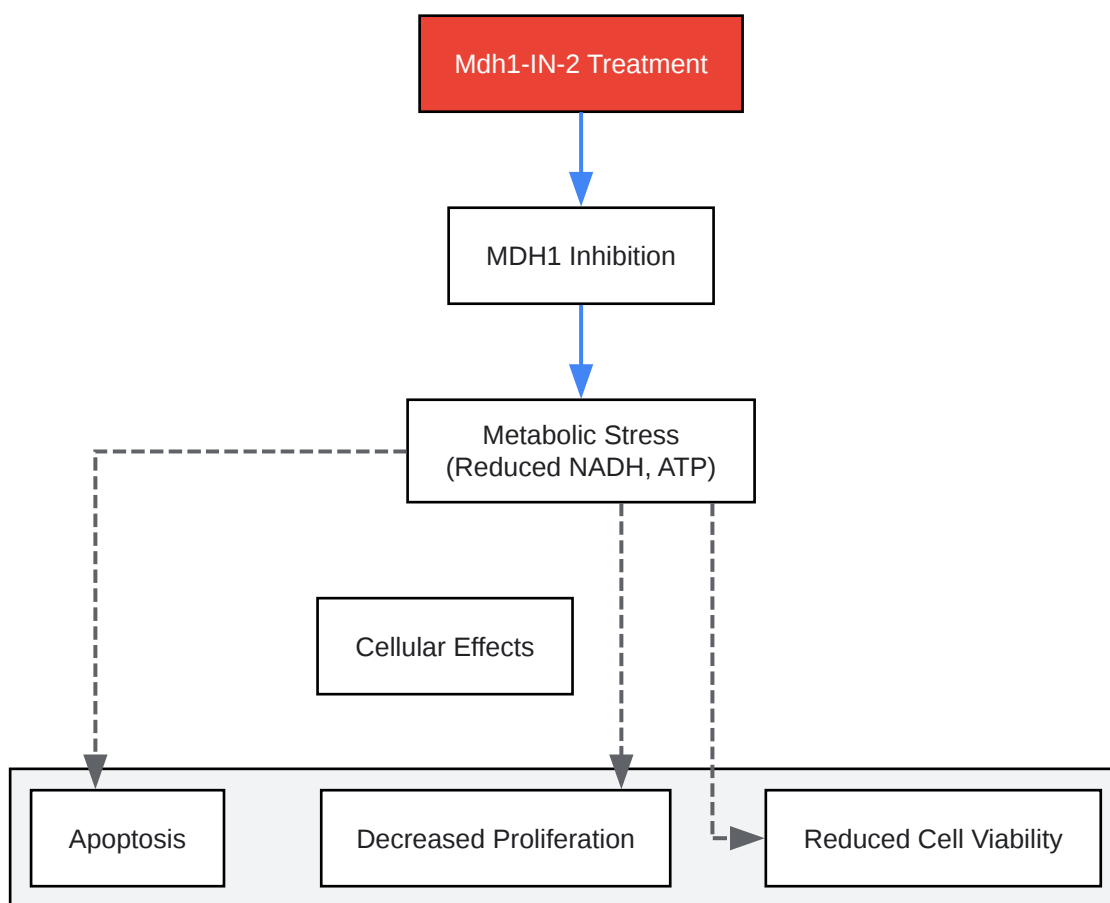 Mdh1-IN-2 Treatment
MDH1 Inhibition
Metabolic Stress
(Reduced NADH, ATP)
Cellular Effects
Apoptosis
Decreased Proliferation
Reduced Cell Viability